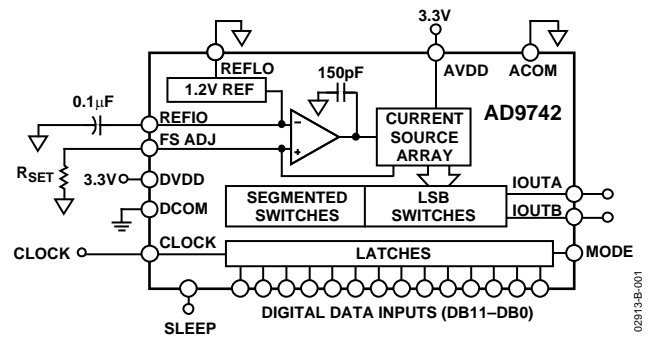 3.3V
REFLO
150pF
AVDD
ACOM
1.2V REF
AD9742
0.1μF
REFIO
CURRENT
SOURCE
ARRAY
–
FS ADJ
+
RSET
3.3V
DVDD
DCOM
SEGMENTED
SWITCHES
LSB
SWITCHES
IOUTA
IOUTB
CLOCK
CLOCK
LATCHES
MODE
SLEEP
DIGITAL DATA INPUTS (DB11–DB0)
02913-B-001